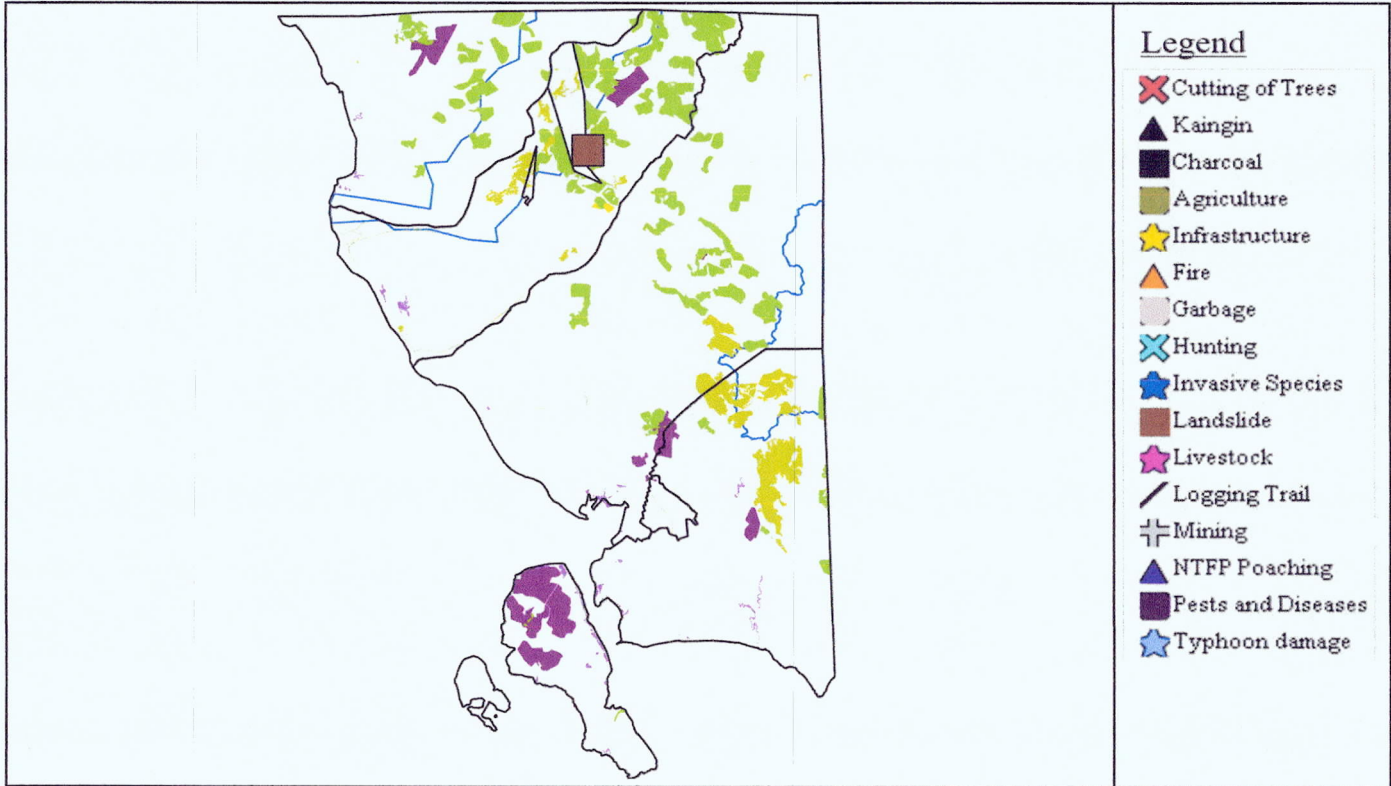 Legend
Cutting of Trees
Kaingin
Charcoal
Agriculture
Infrastructure
Fire
Garbage
Hunting
Invasive Species
Landslide
Livestock
Logging Trail
Mining
NTFP Poaching
Pests and Diseases
Typhoon damage